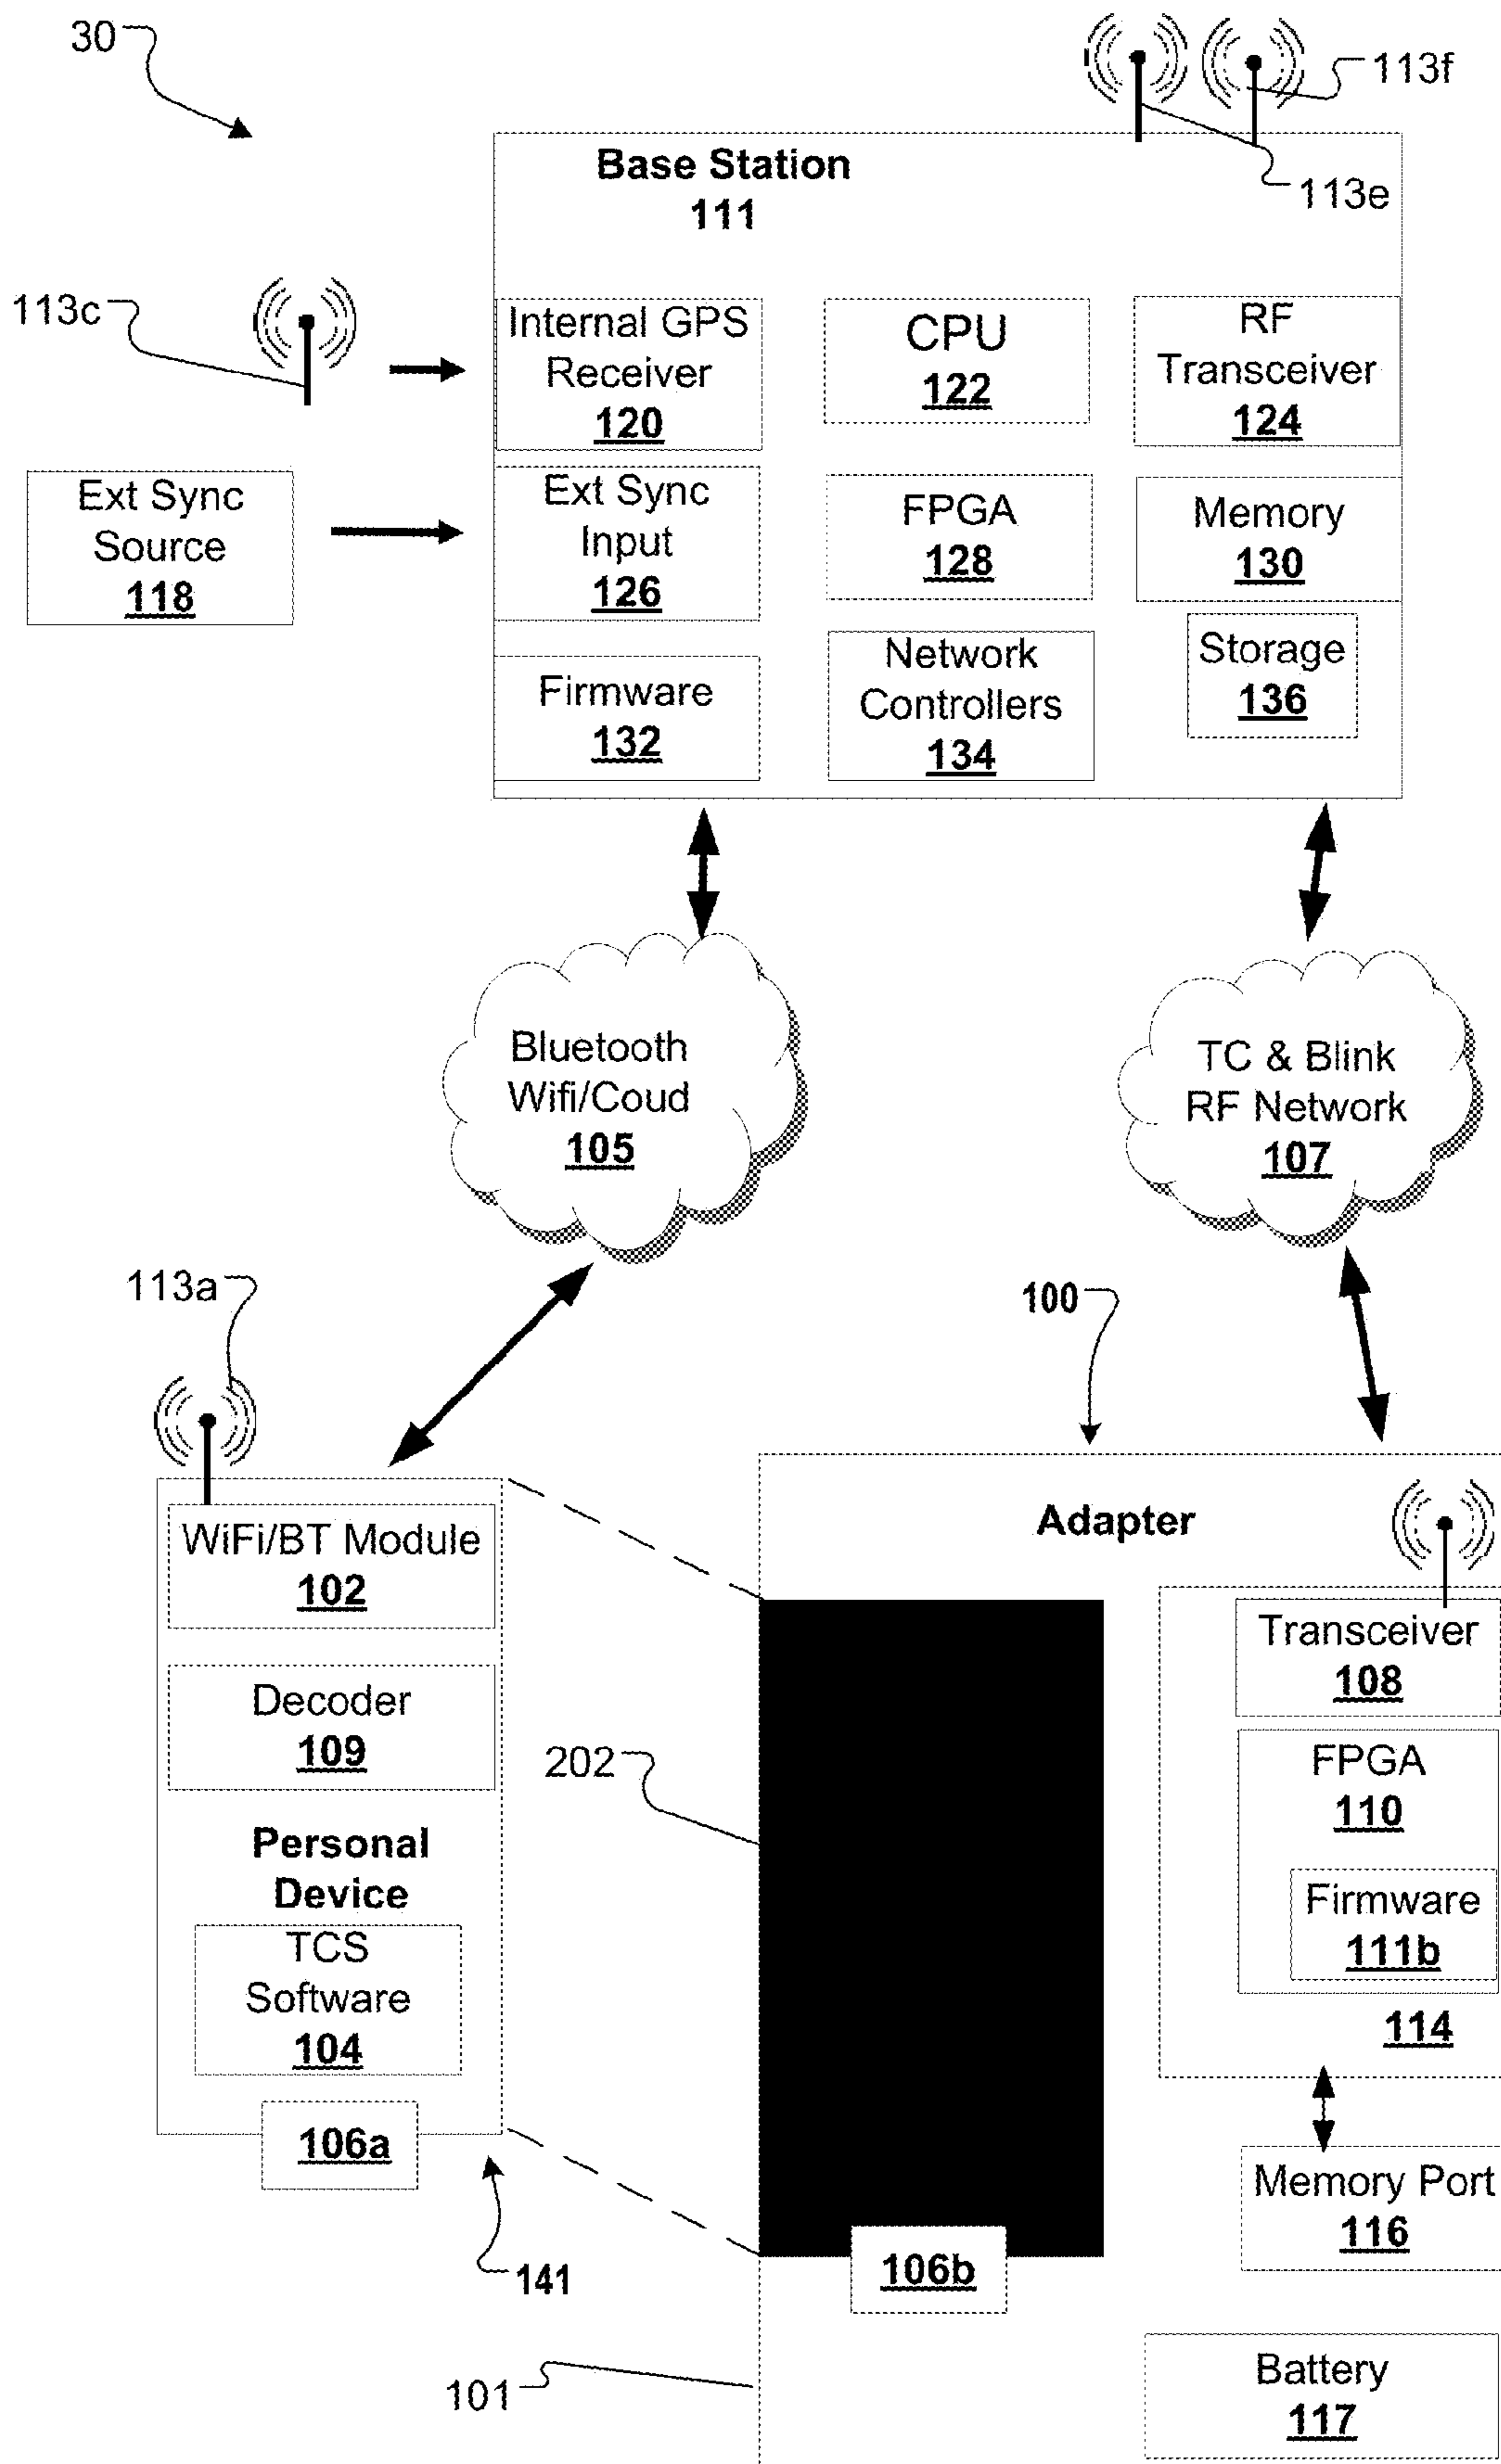 30
113f
113e
Base Station
111
113c
Internal GPS
Receiver
120
CPU
122
RF
Transceiver
124
Ext Sync
Source
118
Ext Sync
Input
126
FPGA
128
Memory
130
Firmware
132
Network
Controllers
134
Storage
136
Bluetooth
Wifi/Coud
105
TC & Blink
RF Network
107
113a
100
WiFi/BT Module
102
Decoder
109
Personal
Device
TCS
Software
104
106a
141
Adapter
202
Transceiver
108
FPGA
110
Firmware
111b
114
Memory Port
116
106b
101
Battery
117